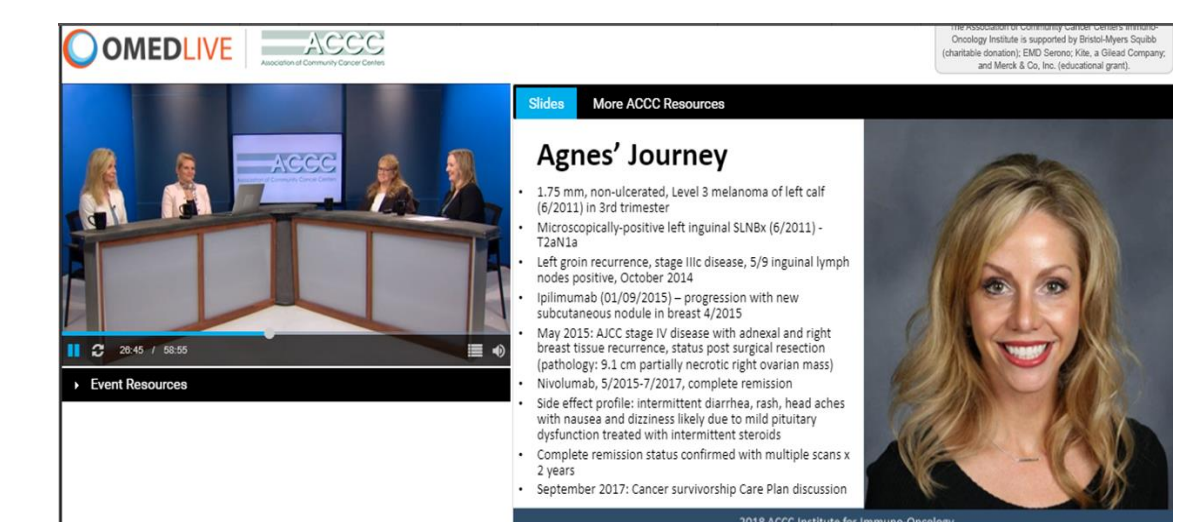 OMEDLIVE
ACCC
Association of Community Cancer Centers
The Association of Community Cancer Centers Immuno-
Oncology Institute is supported by Bristol-Myers Squibb
(charitable donation); EMD Serono; Kite, a Gilead Company;
and Merck & Co, Inc. (educational grant).
ACCC
Association of Community Cancer Centers
26:45 / 58:55
Event Resources
Slides
More ACCC Resources
Agnes’ Journey
• 1.75 mm, non-ulcerated, Level 3 melanoma of left calf
(6/2011) in 3rd trimester
• Microscopically-positive left inguinal SLNBx (6/2011) -
T2aN1a
• Left groin recurrence, stage IIIc disease, 5/9 inguinal lymph
nodes positive, October 2014
• Ipilimumab (01/09/2015) – progression with new
subcutaneous nodule in breast 4/2015
• May 2015: AJCC stage IV disease with adnexal and right
breast tissue recurrence, status post surgical resection
(pathology: 9.1 cm partially necrotic right ovarian mass)
• Nivolumab, 5/2015-7/2017, complete remission
• Side effect profile: intermittent diarrhea, rash, head aches
with nausea and dizziness likely due to mild pituitary
dysfunction treated with intermittent steroids
• Complete remission status confirmed with multiple scans x
2 years
• September 2017: Cancer survivorship Care Plan discussion
2018 ACCC Institute for Immuno-Oncology